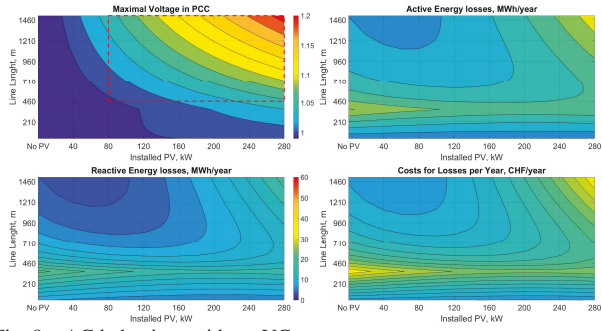 Maximal Voltage in PCC
1460
1210
960
710
460
210
Line Lenght, m
No PV 40 80 120 160 200 240 280
Installed PV, kW
1.2
1.15
1.1
1.05
1
Active Energy losses, MWh/year
1460
1210
960
710
460
210
Line Lenght, m
No PV 40 80 120 160 200 240 280
Installed PV, kW
Reactive Energy losses, MWh/year
1460
1210
960
710
460
210
Line Lenght, m
No PV 40 80 120 160 200 240 280
Installed PV, kW
60
50
40
30
20
10
0
Costs for Losses per Year, CHF/year
1460
1210
960
710
460
210
Line Lenght, m
No PV 40 80 120 160 200 240 280
Installed PV, kW